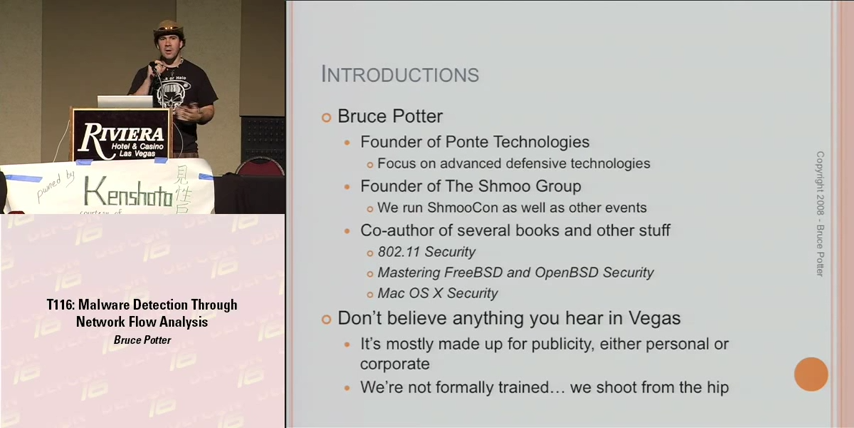 RIVIERA
Hotel & Casino
Las Vegas
pwned by
Kenshoto
見性
T116: Malware Detection Through
Network Flow Analysis
Bruce Potter
INTRODUCTIONS
Bruce Potter
Founder of Ponte Technologies
Focus on advanced defensive technologies
Founder of The Shmoo Group
We run ShmooCon as well as other events
Co-author of several books and other stuff
802.11 Security
Mastering FreeBSD and OpenBSD Security
Mac OS X Security
Don't believe anything you hear in Vegas
It's mostly made up for publicity, either personal or
corporate
We're not formally trained… we shoot from the hip
Copyright 2008 - Bruce Potter